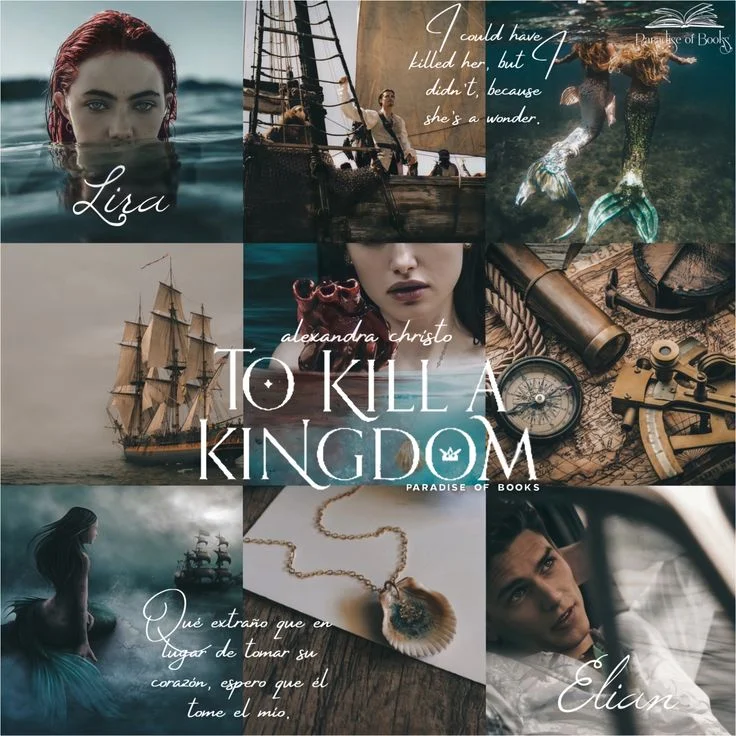 I could have
killed her, but I
didn't, because
she's a wonder.
Paradise of Books
Lira
alexandra christo
TO KILL A
KINGDOM
PARADISE OF BOOKS
Qué extraño que en
lugar de tomar su
corazón, espero que él
tome el mío.
Elian